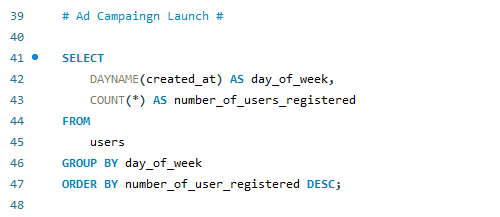 39 # Ad Campaingn Launch #
40
41 SELECT
42 DAYNAME(created_at) AS day_of_week,
43 COUNT(*) AS number_of_users_registered
44 FROM
45 users
46 GROUP BY day_of_week
47 ORDER BY number_of_user_registered DESC;
48